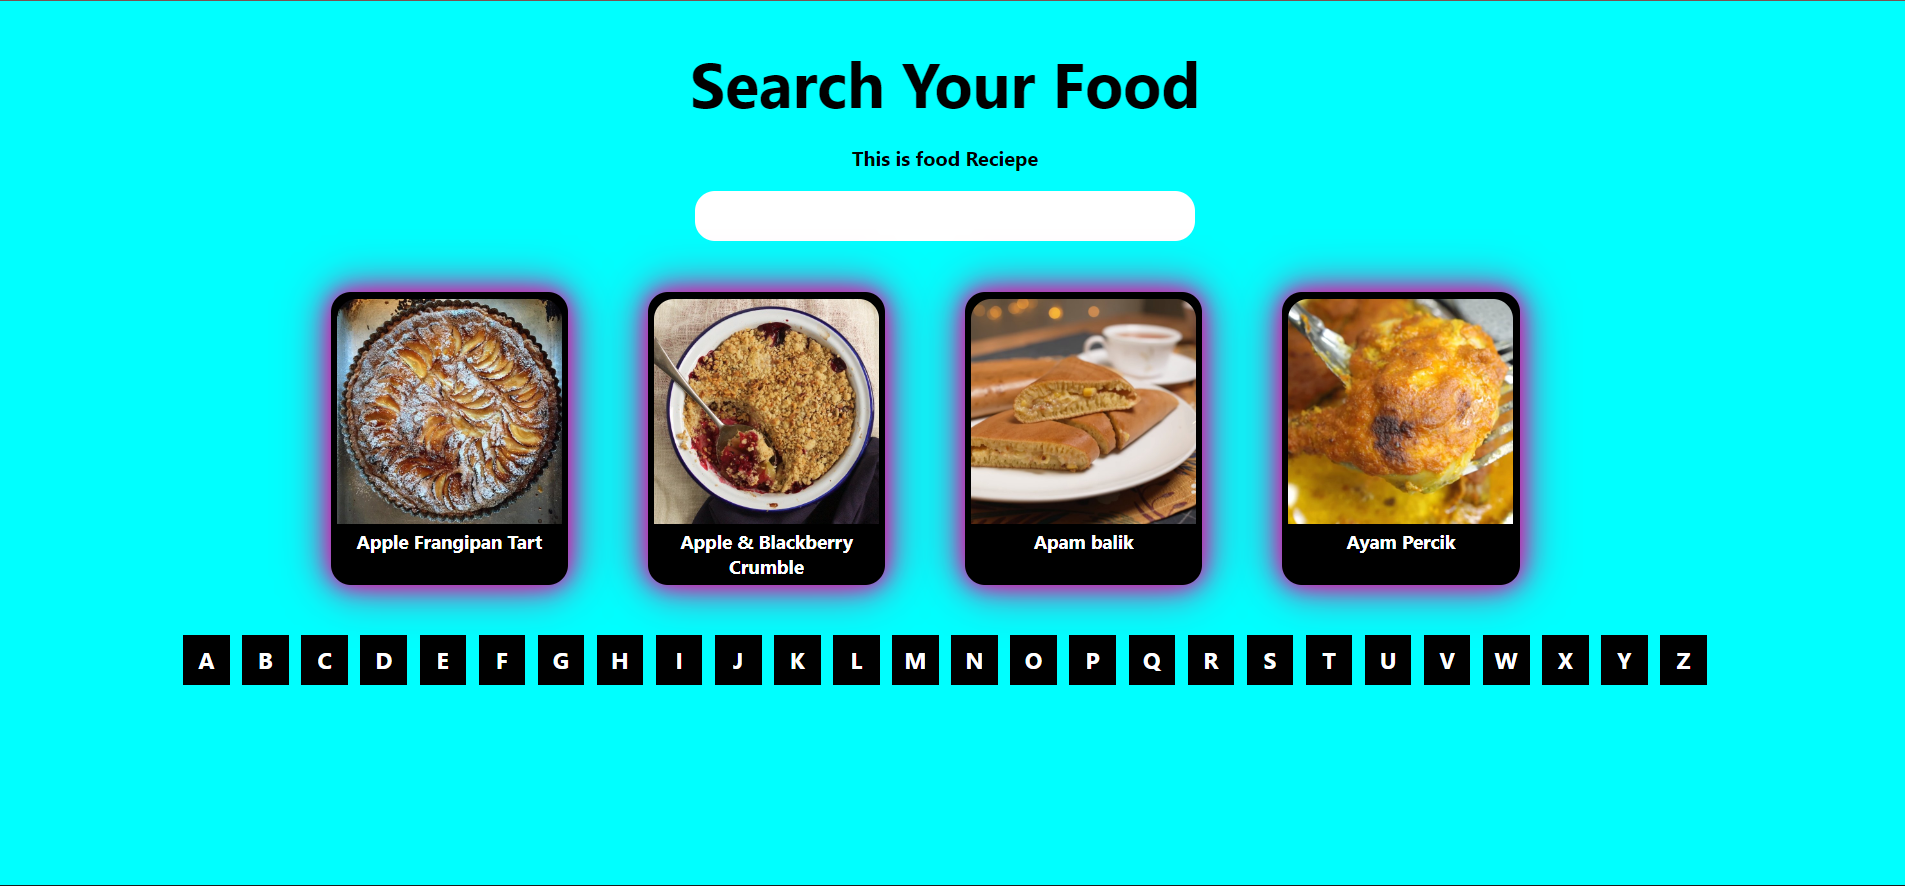 Search Your Food
This is food Reciepe
Apple Frangipan Tart
Apple & Blackberry
Crumble
Apam balik
Ayam Percik
A B C D E F G H I J K L M N O P Q R S T U V W X Y Z